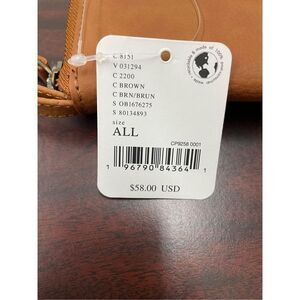 C 8151
V 031294
C 2200
C BROWN
C BRN/BRUN
S OB1676275
S 80134893
size
ALL
CP9258 0001
1 96790 84364 1
$58.00 USD